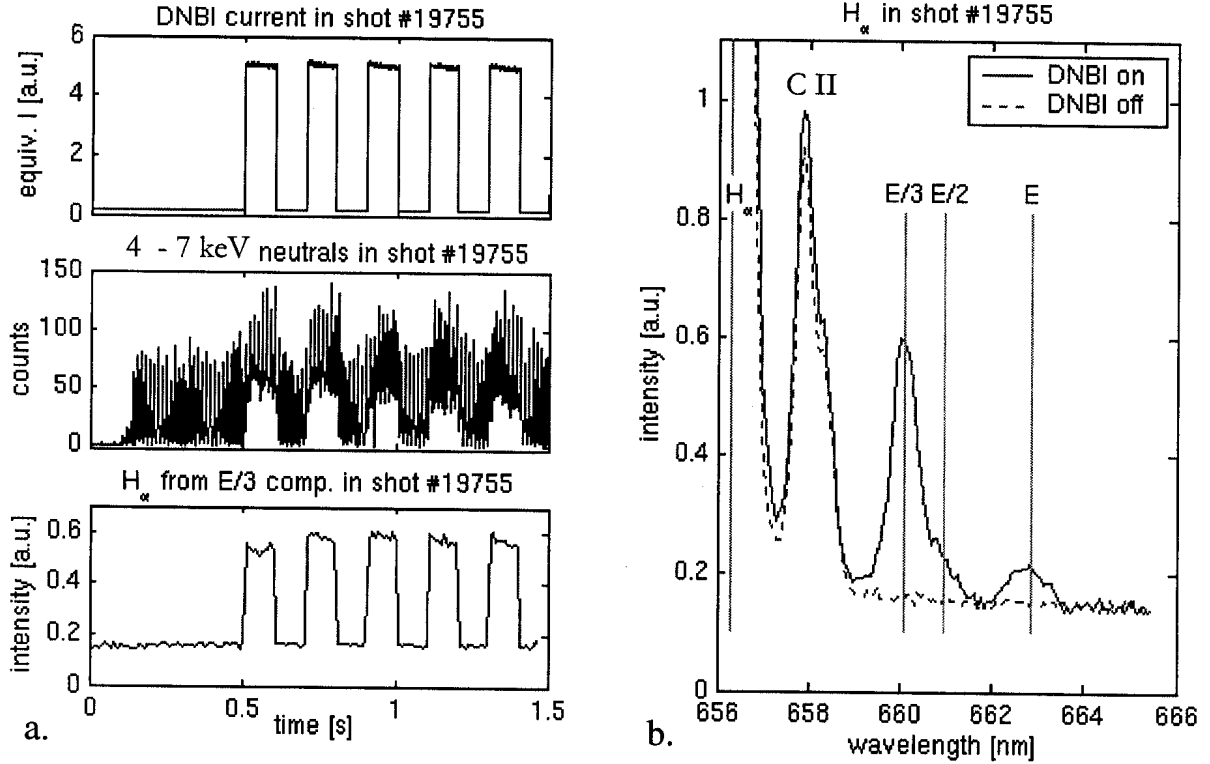 DNBI current in shot #19755
6
4
2
0
equiv. I [a.u.]
4 - 7 keV neutrals in shot #19755
150
100
50
0
counts
Hα from E/3 comp. in shot #19755
0.6
0.4
0.2
0
intensity [a.u.]
0 0.5 1 1.5
time [s]
a.
Hα in shot #19755
DNBI on
DNBI off
C II
Hα
E/3 E/2 E
1
0.8
0.6
0.4
0.2
0
intensity [a.u.]
656 658 660 662 664 666
wavelength [nm]
b.